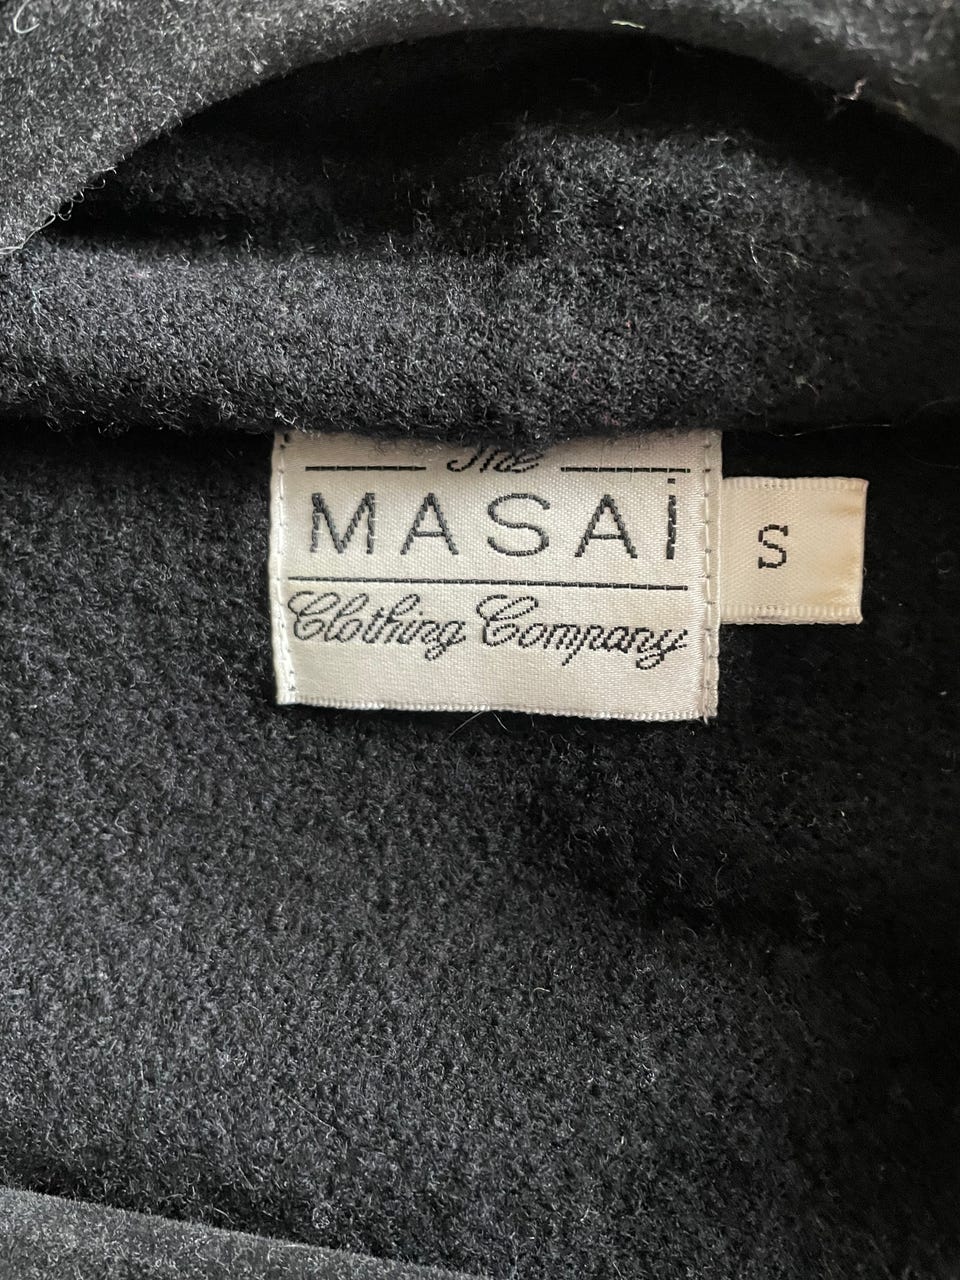 The
MASAi
Clothing Company
S